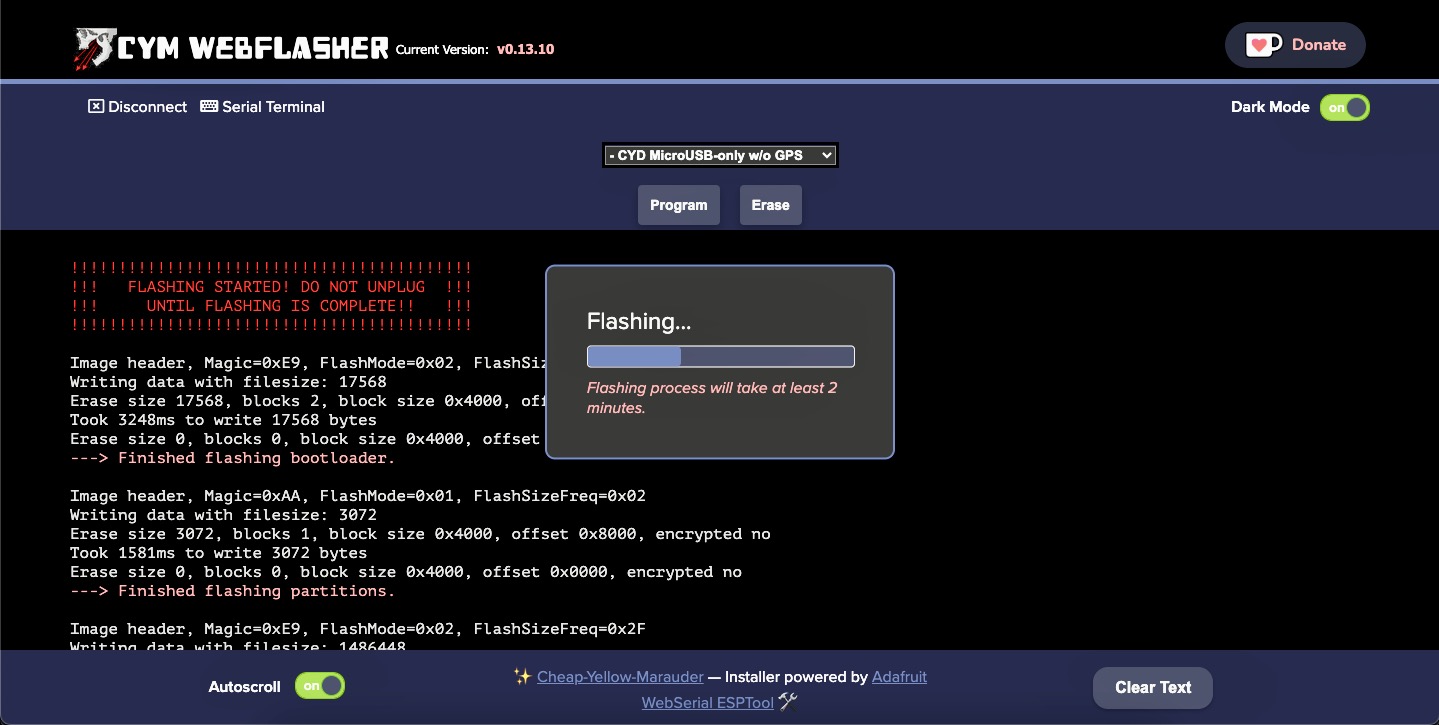 CYM WEBFLASHER Current Version: v0.13.10
Donate
Disconnect Serial Terminal
Dark Mode on
- CYD MicroUSB-only w/o GPS
Program Erase
!!!!!!!!!!!!!!!!!!!!!!!!!!!!!!!!!!!!!!!!!!
!!!   FLASHING STARTED! DO NOT UNPLUG  !!!
!!!     UNTIL FLASHING IS COMPLETE!!   !!!
!!!!!!!!!!!!!!!!!!!!!!!!!!!!!!!!!!!!!!!!!!
Image header, Magic=0xE9, FlashMode=0x02,
Writing data with filesize: 17568
Erase size 17568, blocks 2, block size 0x4000,
Took 3248ms to write 17568 bytes
Erase size 0, blocks 0, block size 0x4000, offset
---> Finished flashing bootloader.
Flashing...
Flashing process will take at least 2
minutes.
Image header, Magic=0xAA, FlashMode=0x01, FlashSizeFreq=0x02
Writing data with filesize: 3072
Erase size 3072, blocks 1, block size 0x4000, offset 0x8000, encrypted no
Took 1581ms to write 3072 bytes
Erase size 0, blocks 0, block size 0x4000, offset 0x0000, encrypted no
---> Finished flashing partitions.
Image header, Magic=0xE9, FlashMode=0x02, FlashSizeFreq=0x2F
Writing data with filesize: 1486448
Autoscroll on
✨ Cheap-Yellow-Marauder — Installer powered by Adafruit
WebSerial ESPTool 🛠
Clear Text